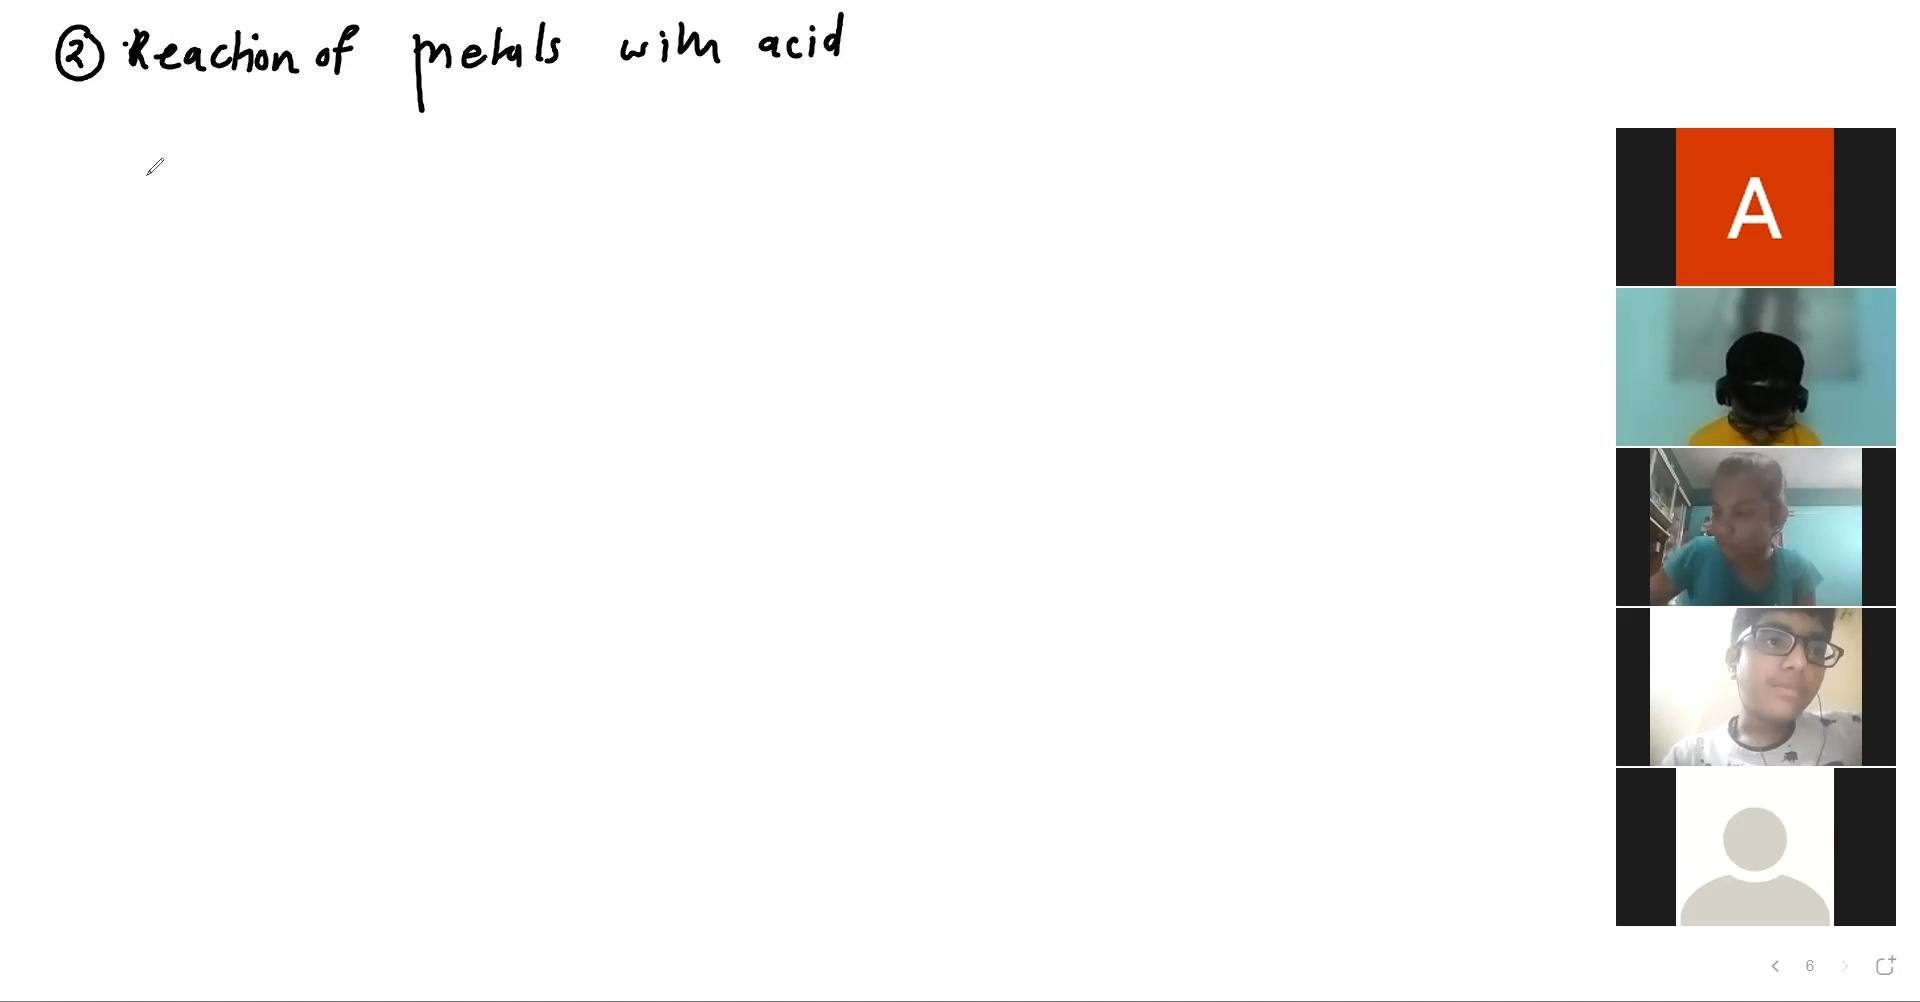 ② Reaction of metals with acid
A
6